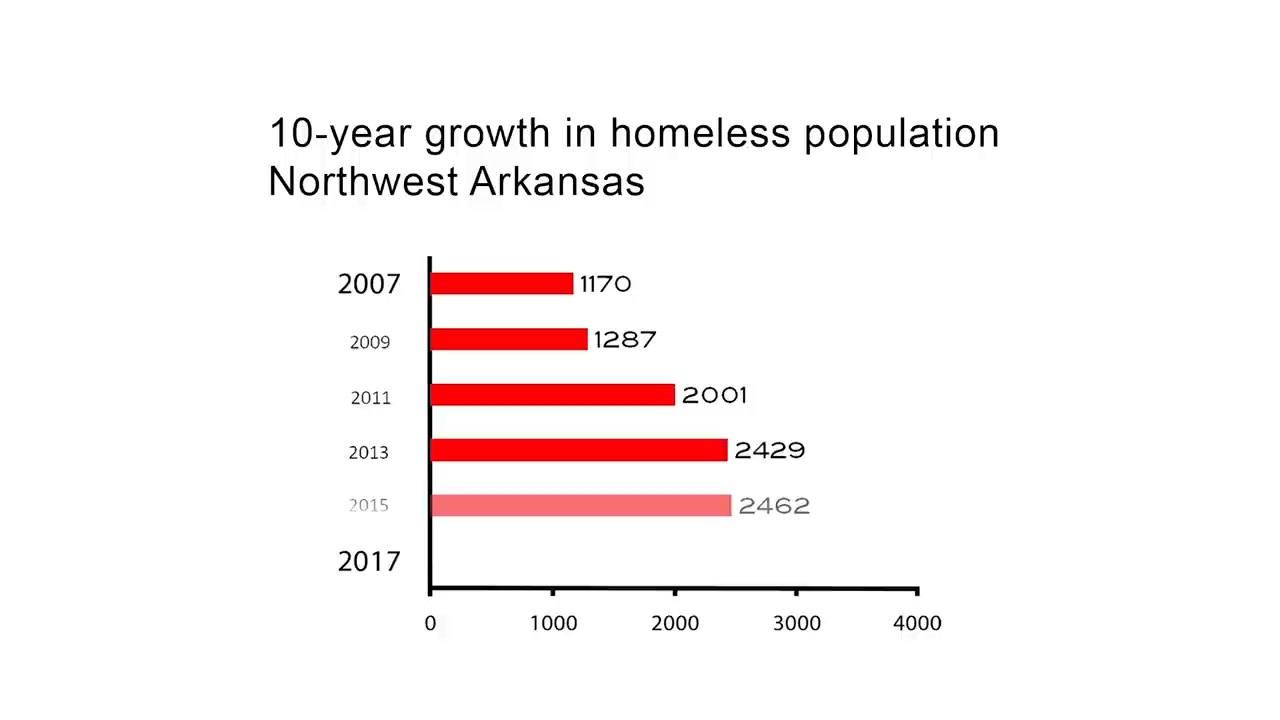 10-year growth in homeless population
Northwest Arkansas
2007 1170
2009 1287
2011 2001
2013 2429
2015 2462
2017
0 1000 2000 3000 4000